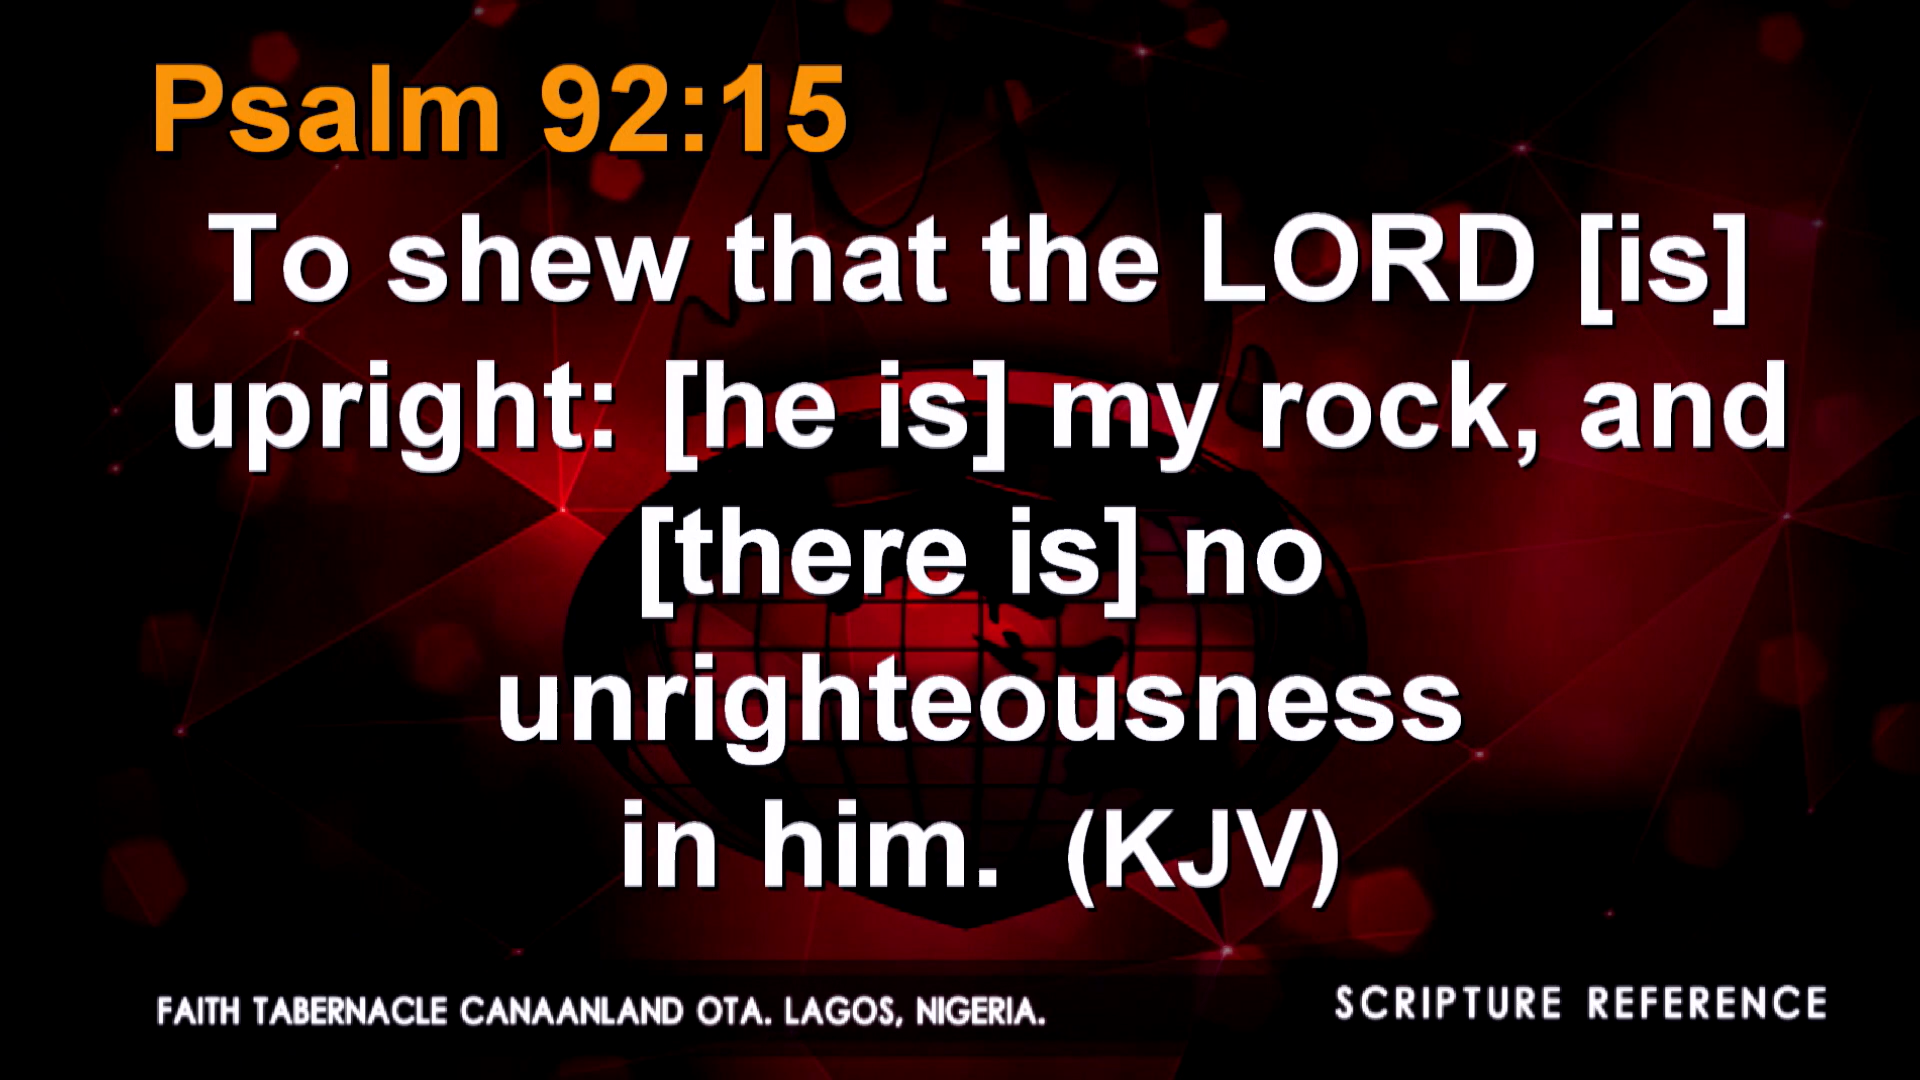 Psalm 92:15
To shew that the LORD [is]
upright: [he is] my rock, and
[there is] no
unrighteousness
in him.  (KJV)
FAITH TABERNACLE CANAANLAND OTA. LAGOS, NIGERIA.
SCRIPTURE REFERENCE